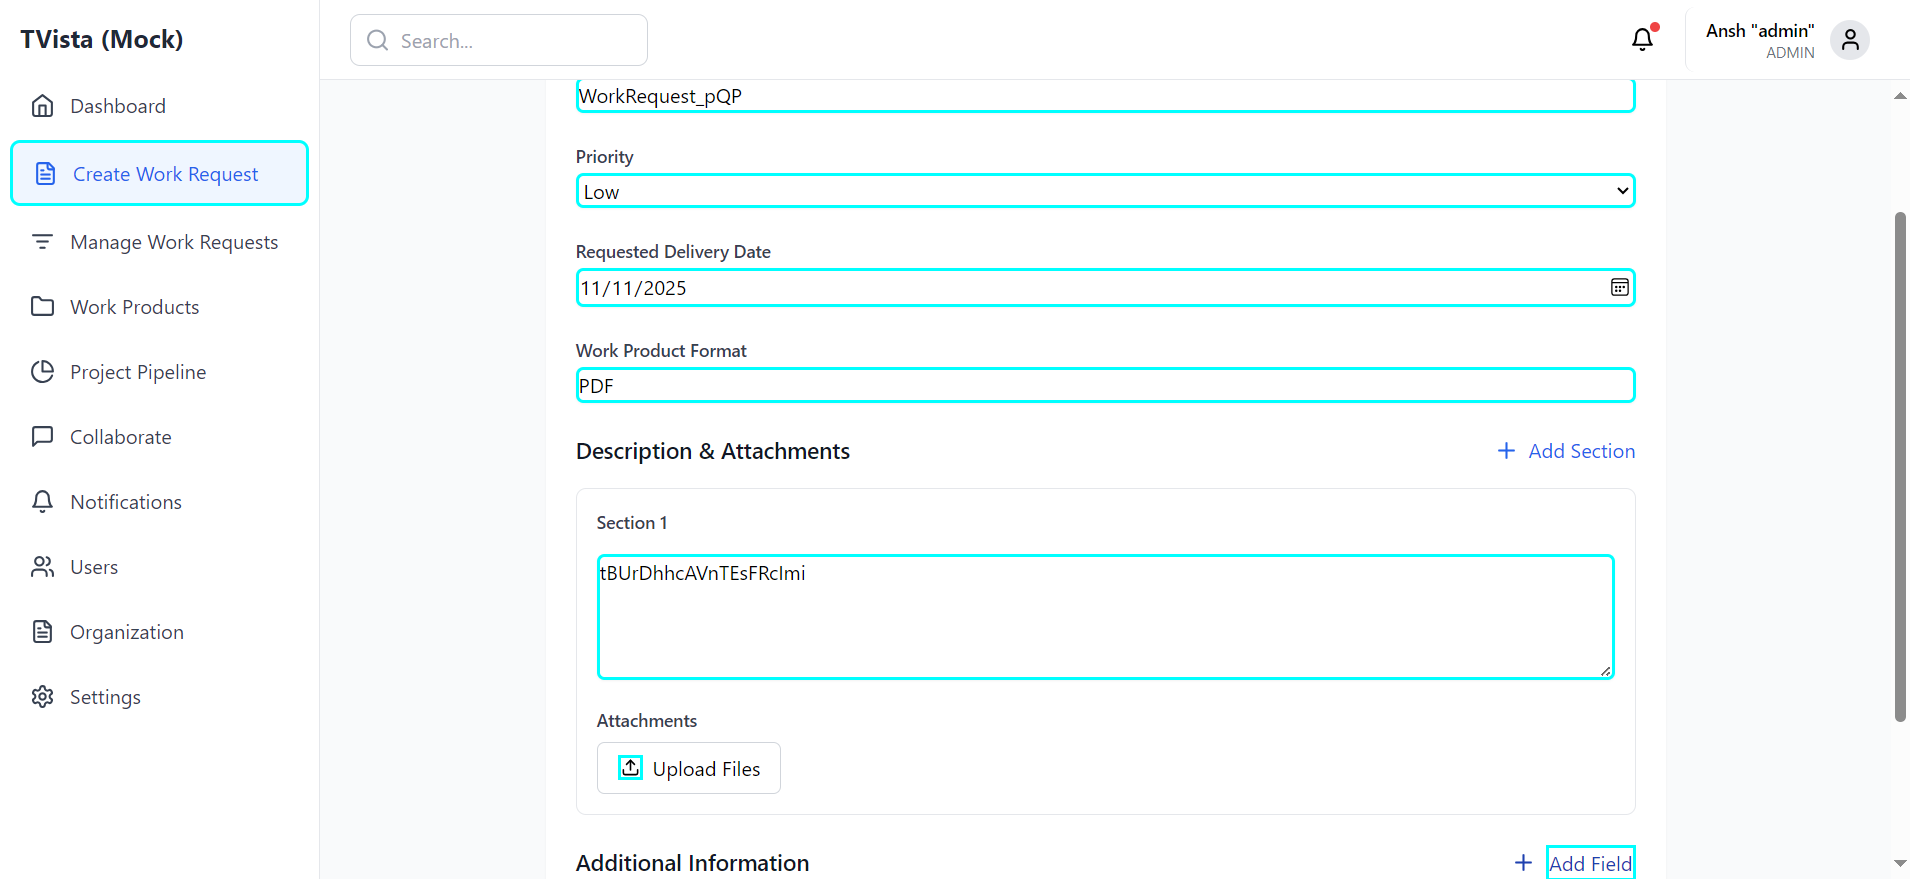 TVista (Mock)
Search...
Ansh "admin"
ADMIN
Dashboard
Create Work Request
Manage Work Requests
Work Products
Project Pipeline
Collaborate
Notifications
Users
Organization
Settings
WorkRequest_pQP
Priority
Low
Requested Delivery Date
11/11/2025
Work Product Format
PDF
Description & Attachments
+ Add Section
Section 1
tBUrDhhcAVnTEsFRcImi
Attachments
Upload Files
Additional Information
+ Add Field